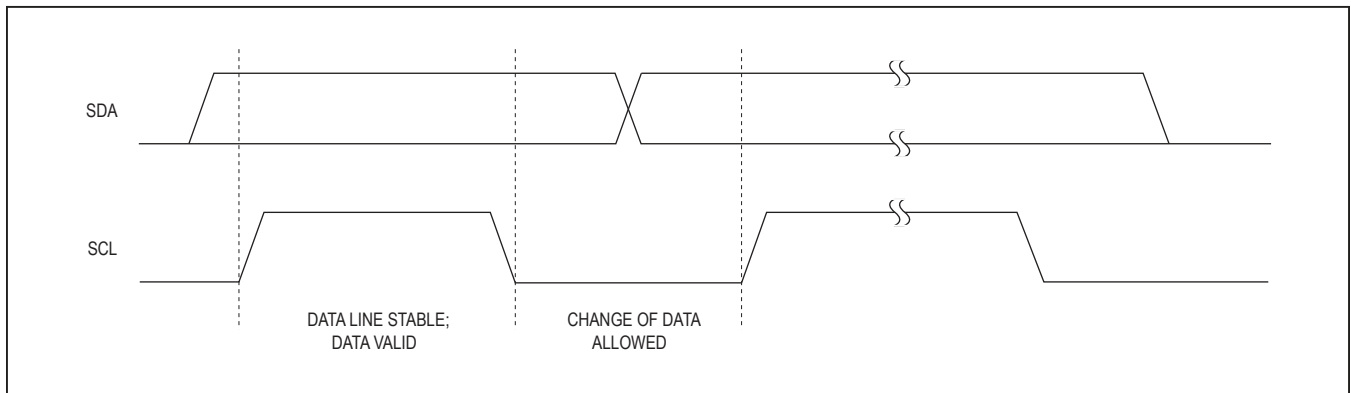 SDA
SCL
DATA LINE STABLE;
DATA VALID
CHANGE OF DATA
ALLOWED